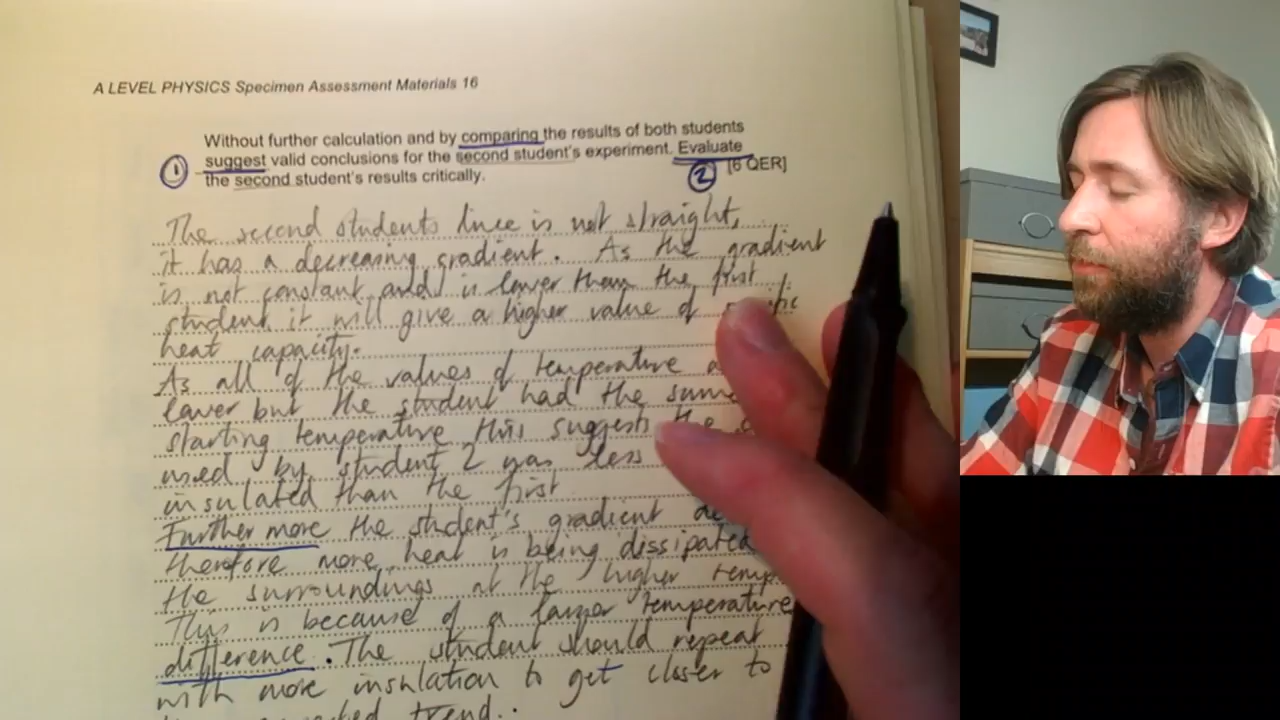 A LEVEL PHYSICS Specimen Assessment Materials 16
Without further calculation and by comparing the results of both students
① suggest valid conclusions for the second student's experiment. Evaluate
the second student's results critically. ② [6 QER]
The second students line is not straight,
it has a decreasing gradient. As the gradient
is not constant and is lower than the first
student it will give a higher value of
heat capacity.
As all of the values of temperature
lower but the student had the same
starting temperature this suggests the
used by student 2 was less
insulated than the first
Further more the student's gradient
therefore more heat is being dissipated
the surroundings at the higher
This is because of a larger temperature
difference. The student should repeat
with more insulation to get closer to
trend.